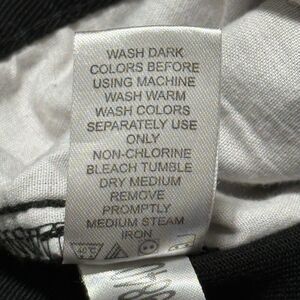 WASH DARK
COLORS BEFORE
USING MACHINE
WASH WARM
WASH COLORS
SEPARATELY USE
ONLY
NON-CHLORINE
BLEACH TUMBLE
DRY MEDIUM
REMOVE
PROMPTLY
MEDIUM STEAM
IRON